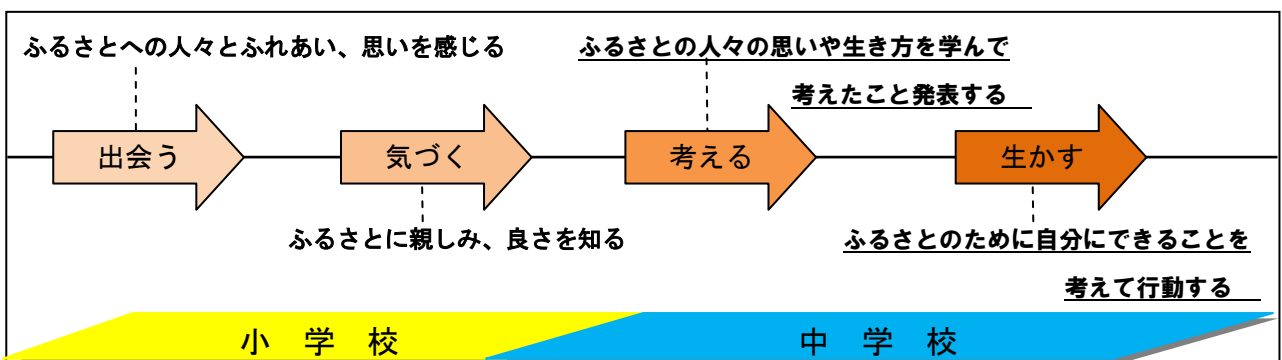 ふるさとへの人々とふれあい、思いを感じる
ふるさとの人々の思いや生き方を学んで
考えたこと発表する
出会う
気づく
考える
生かす
ふるさとに親しみ、良さを知る
ふるさとのために自分にできることを
考えて行動する
小 学 校
中 学 校